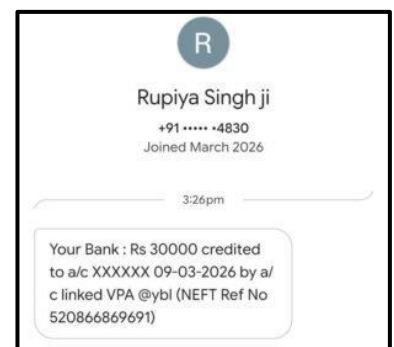 R
Rupiya Singh ji
+91 ••••• •4830
Joined March 2026
3:26pm
Your Bank : Rs 30000 credited
to a/c XXXXXX 09-03-2026 by a/
c linked VPA @ybl (NEFT Ref No
520866869691)